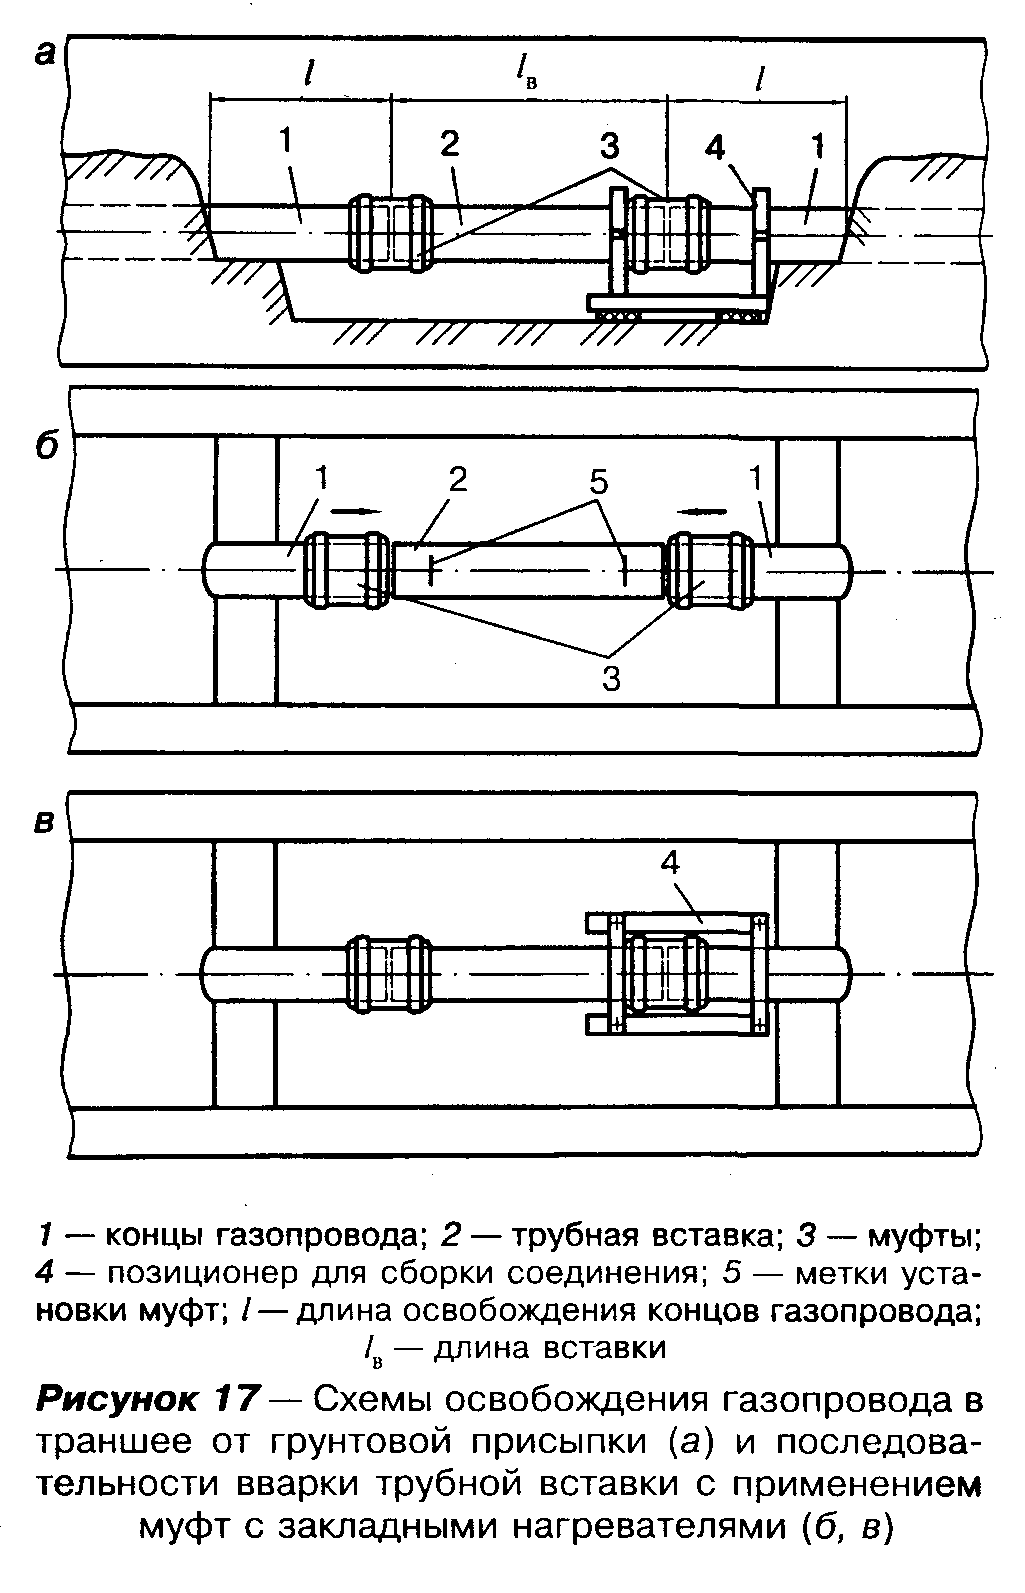 а
l lв l
1 2 3 4 1
б
1 2 5 1
3
в
4
1 — концы газопровода; 2 — трубная вставка; 3 — муфты;
4 — позиционер для сборки соединения; 5 — метки уста-
новки муфт; l — длина освобождения концов газопровода;
lв — длина вставки
Рисунок 17 — Схемы освобождения газопровода в
траншее от грунтовой присыпки (а) и последова-
тельности вварки трубной вставки с применением
муфт с закладными нагревателями (б, в)